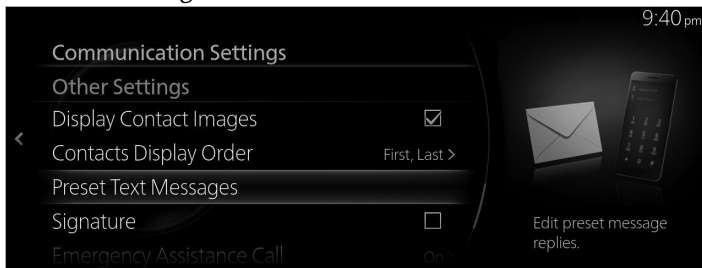 9:40 pm
Communication Settings
Other Settings
Display Contact Images
Contacts Display Order First, Last >
Preset Text Messages
Signature
Emergency Assistance Call On >
Edit preset message
replies.